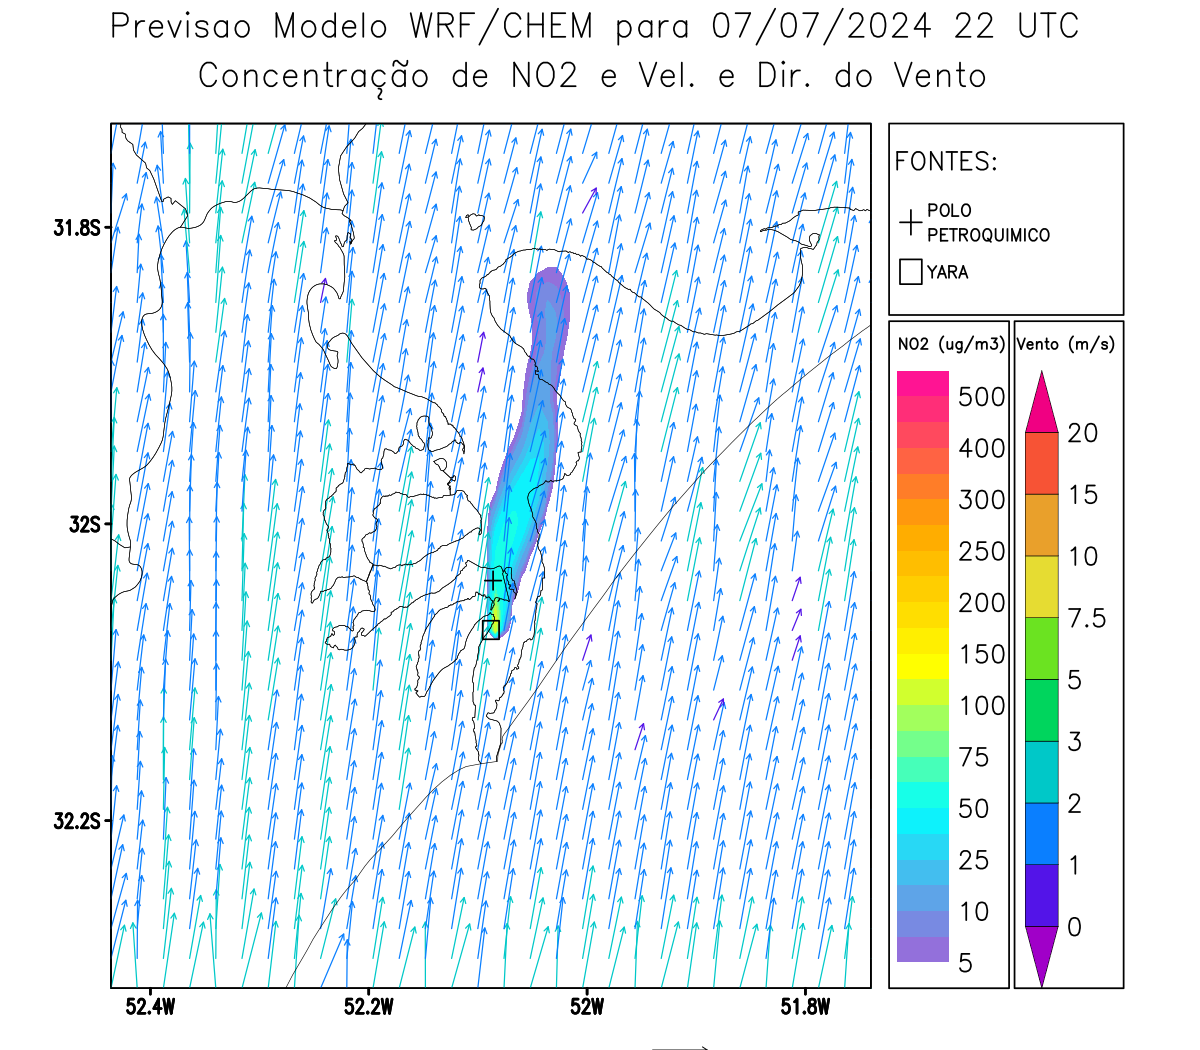 Previsao Modelo WRF/CHEM para 07/07/2024 22 UTC
Concentração de NO2 e Vel. e Dir. do Vento
FONTES:
POLO
PETROQUIMICO
YARA
NO2 (ug/m3)
500
400
300
250
200
150
100
75
50
25
10
5
Vento (m/s)
20
15
10
7.5
5
3
2
1
0
31.8S
32S
32.2S
52.4W
52.2W
52W
51.8W